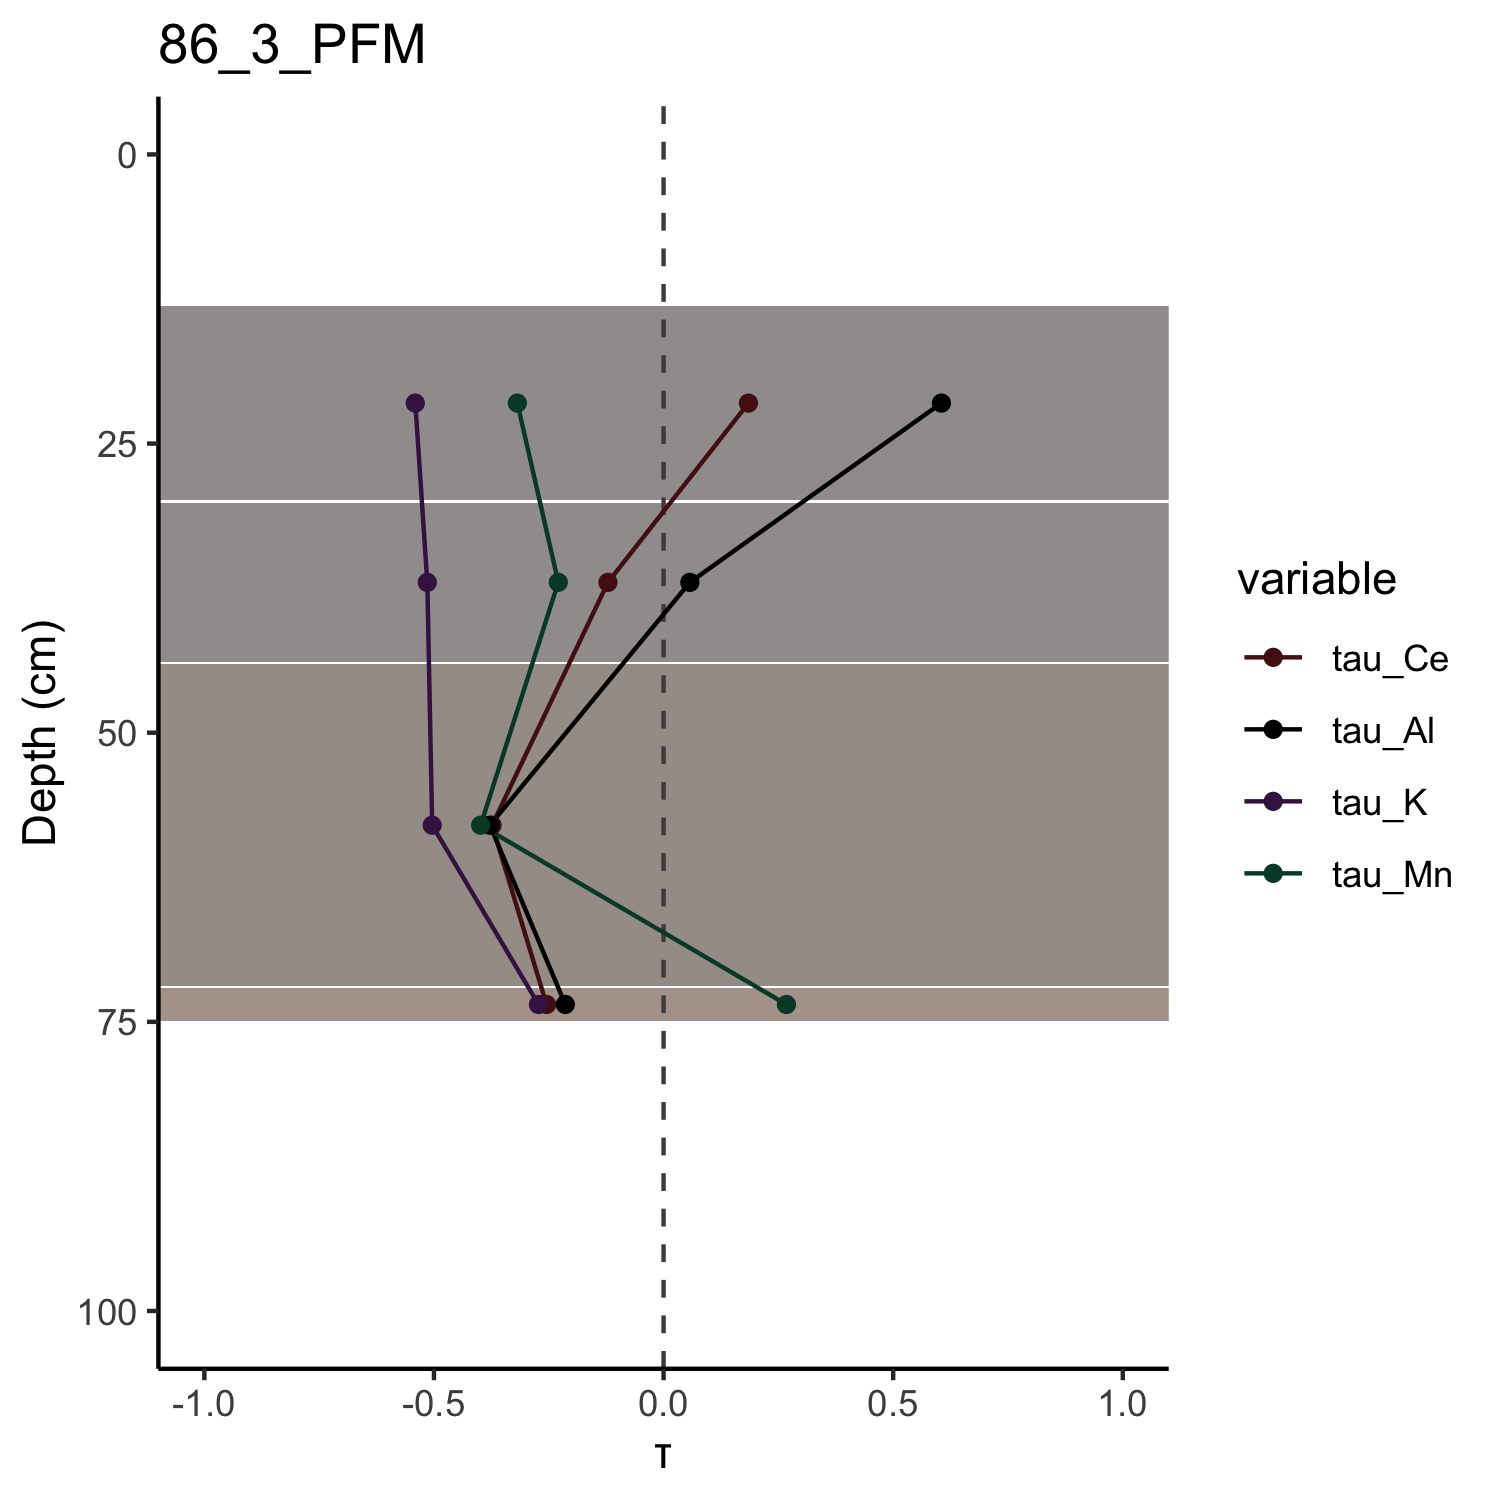 86_3_PFM
0
25
50
75
100
Depth (cm)
-1.0 -0.5 0.0 0.5 1.0
τ
variable
tau_Ce
tau_Al
tau_K
tau_Mn